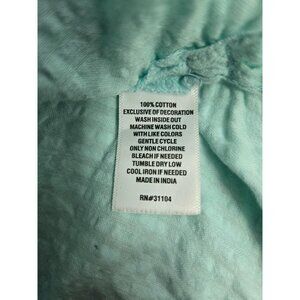 100% COTTON
EXCLUSIVE OF DECORATION
WASH INSIDE OUT
MACHINE WASH COLD
WITH LIKE COLORS
GENTLE CYCLE
ONLY NON CHLORINE
BLEACH IF NEEDED
TUMBLE DRY LOW
COOL IRON IF NEEDED
MADE IN INDIA
RN#31104